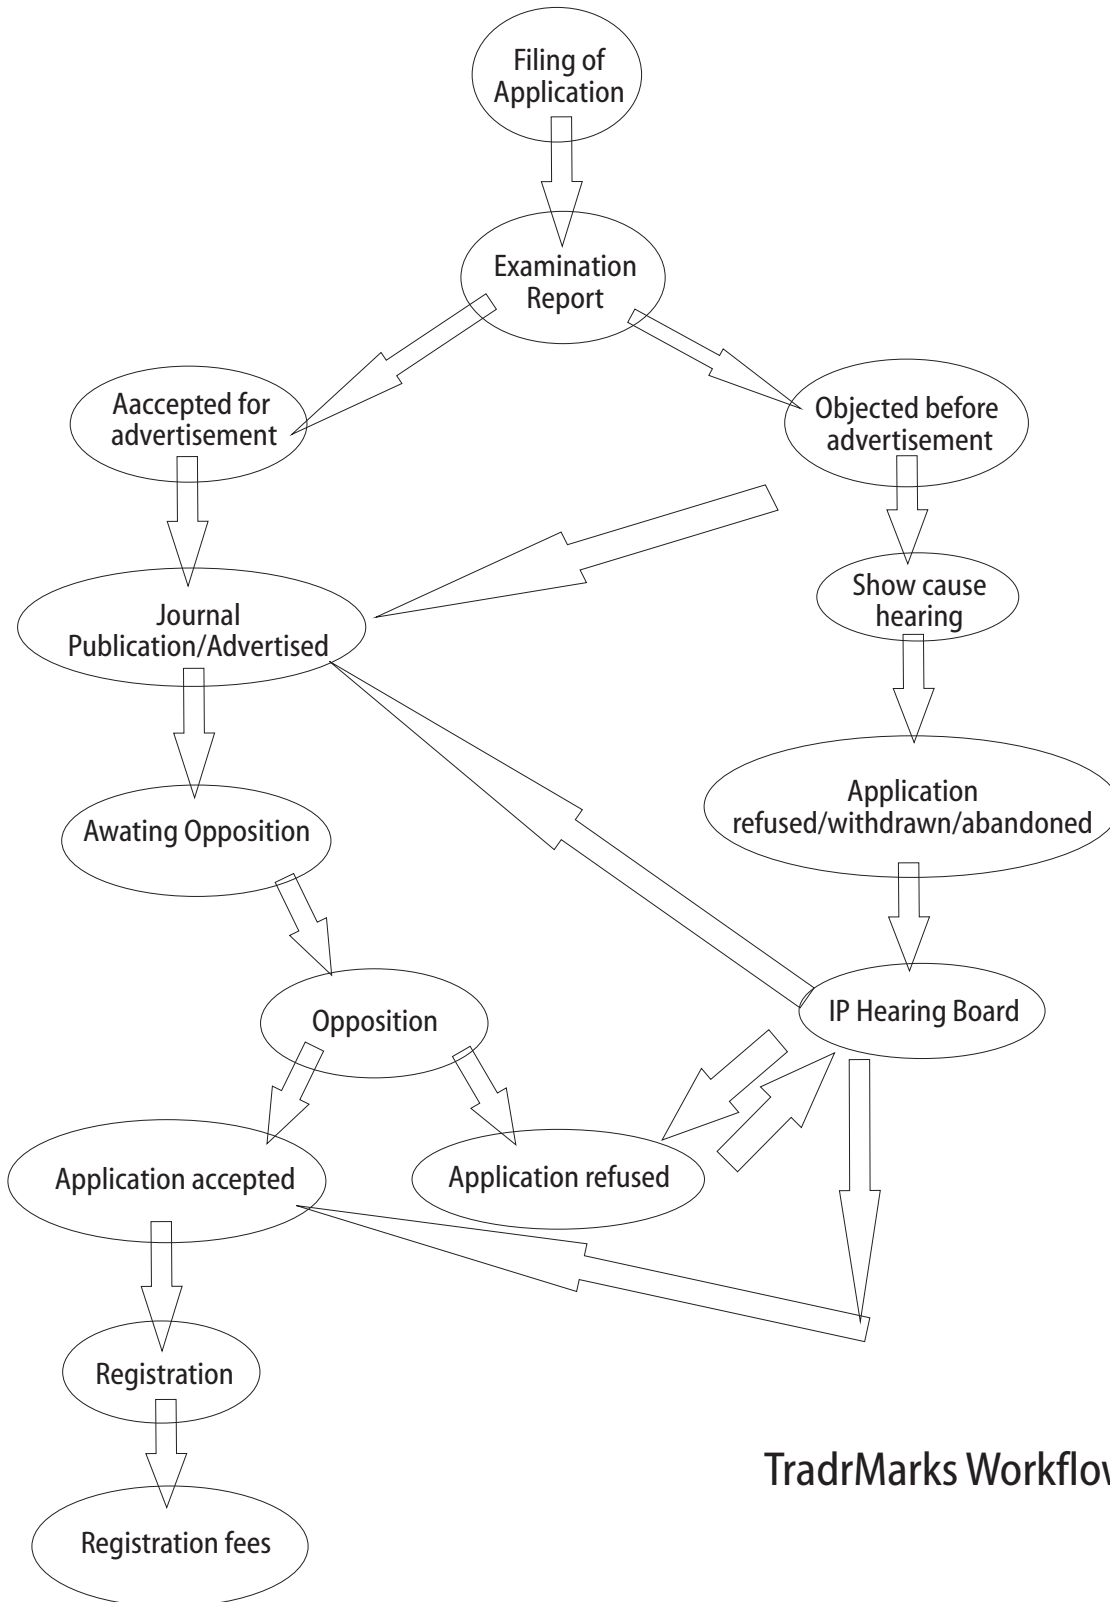 Filing of
Application
Examination
Report
Aaccepted for
advertisement
Objected before
advertisement
Show cause
hearing
Journal
Publication/Advertised
Application
refused/withdrawn/abandoned
Awating Opposition
IP Hearing Board
Opposition
Application accepted
Application refused
Registration
TradrMarks Workflow
Registration fees